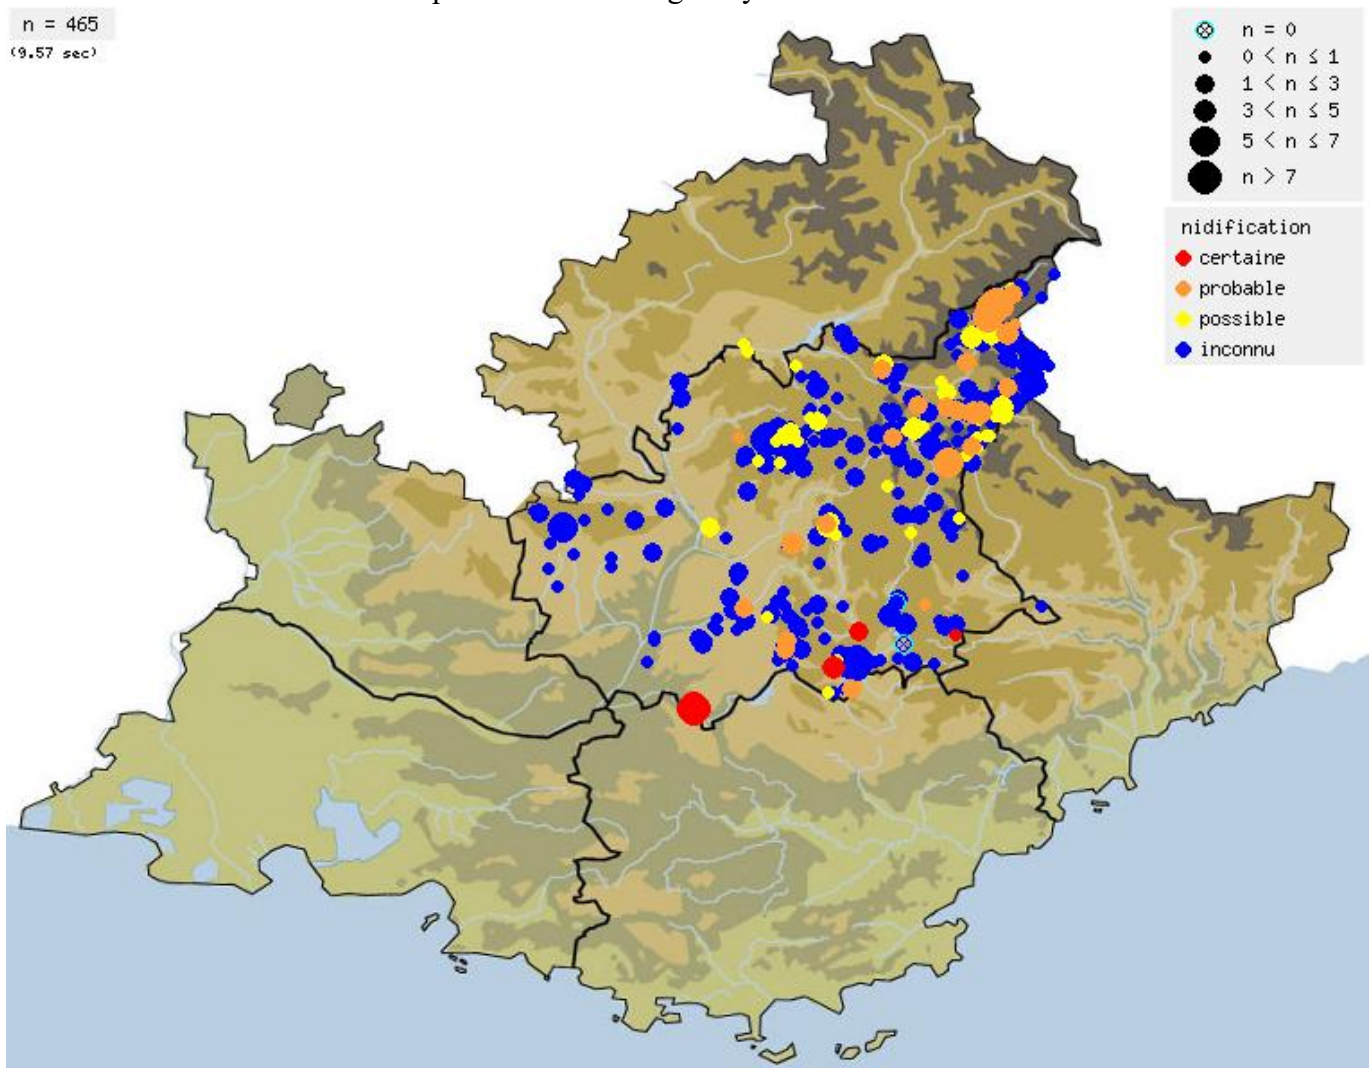 n = 465
(9.57 sec)
n = 0
0 < n ≤ 1
1 < n ≤ 3
3 < n ≤ 5
5 < n ≤ 7
n > 7
nidification
certaine
probable
possible
inconnu